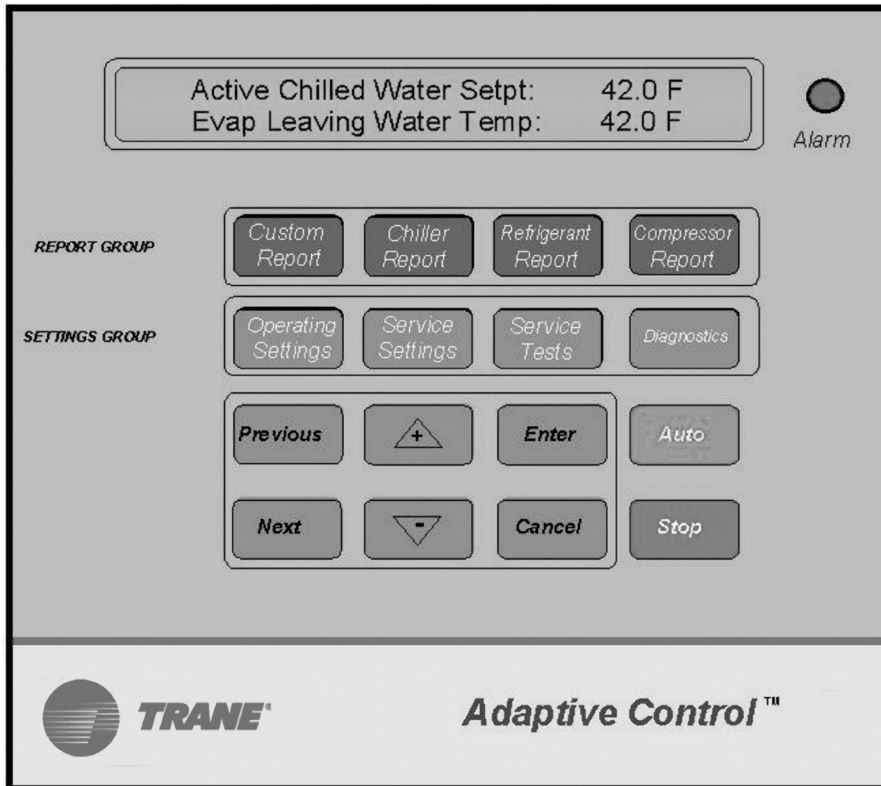 Active Chilled Water Setpt: 42.0 F
Evap Leaving Water Temp: 42.0 F
Alarm
REPORT GROUP
Custom
Report
Chiller
Report
Refrigerant
Report
Compressor
Report
SETTINGS GROUP
Operating
Settings
Service
Settings
Service
Tests
Diagnostics
Previous
+
Enter
Auto
Next
-
Cancel
Stop
TRANE®
Adaptive Control™